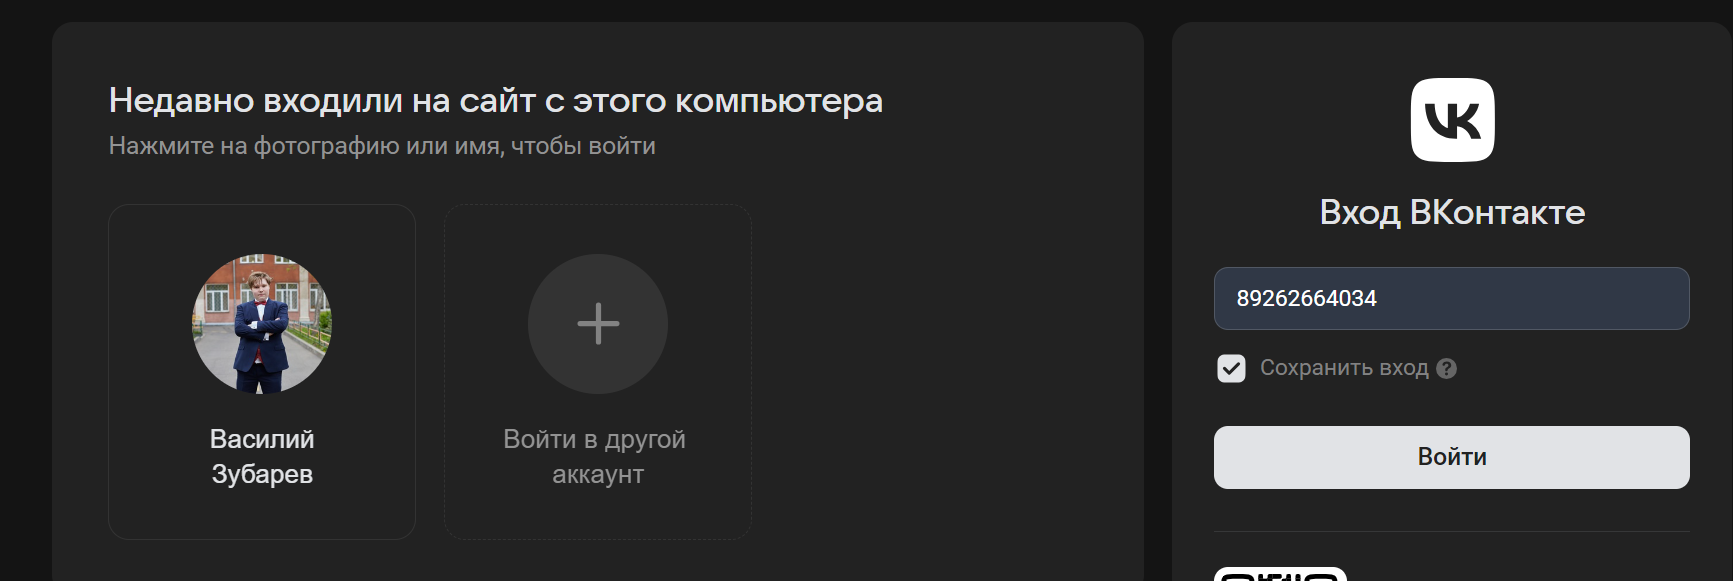 Недавно входили на сайт с этого компьютера
Нажмите на фотографию или имя, чтобы войти
Василий
Зубарев
Войти в другой
аккаунт
VK
Вход ВКонтакте
89262664034
Сохранить вход ?
Войти